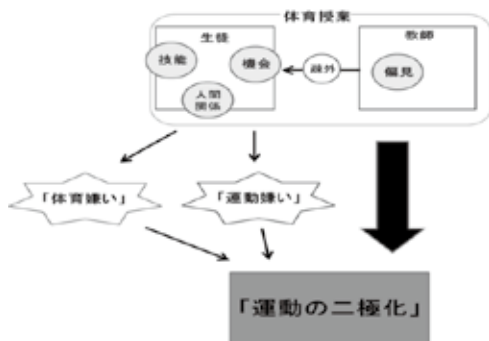 体育授業
生徒
教師
技能
機会
疎外
偏見
人間
関係
「体育嫌い」
「運動嫌い」
「運動の二極化」